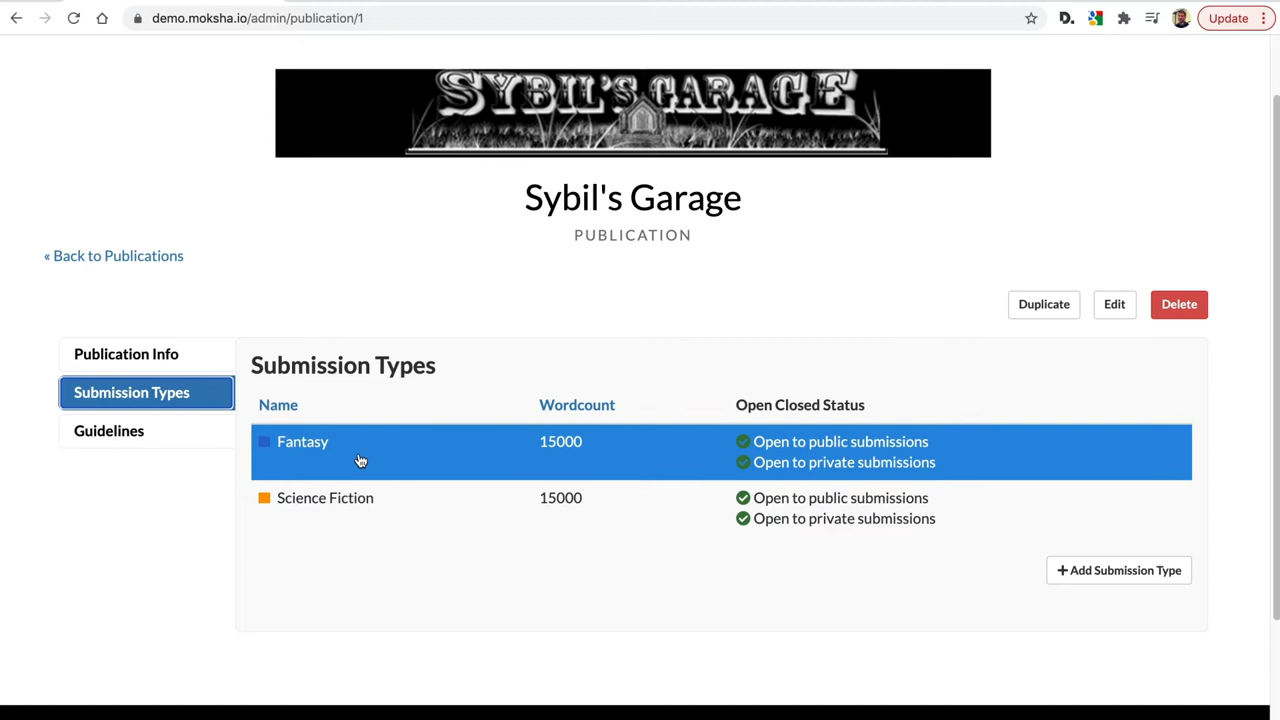 demo.moksha.io/admin/publication/1
D.
Update
SYBIL'S GARAGE
Sybil's Garage
PUBLICATION
« Back to Publications
Duplicate Edit Delete
Publication Info
Submission Types
Guidelines
Submission Types
Name Wordcount Open Closed Status
Fantasy 15000 Open to public submissions
Open to private submissions
Science Fiction 15000 Open to public submissions
Open to private submissions
+ Add Submission Type